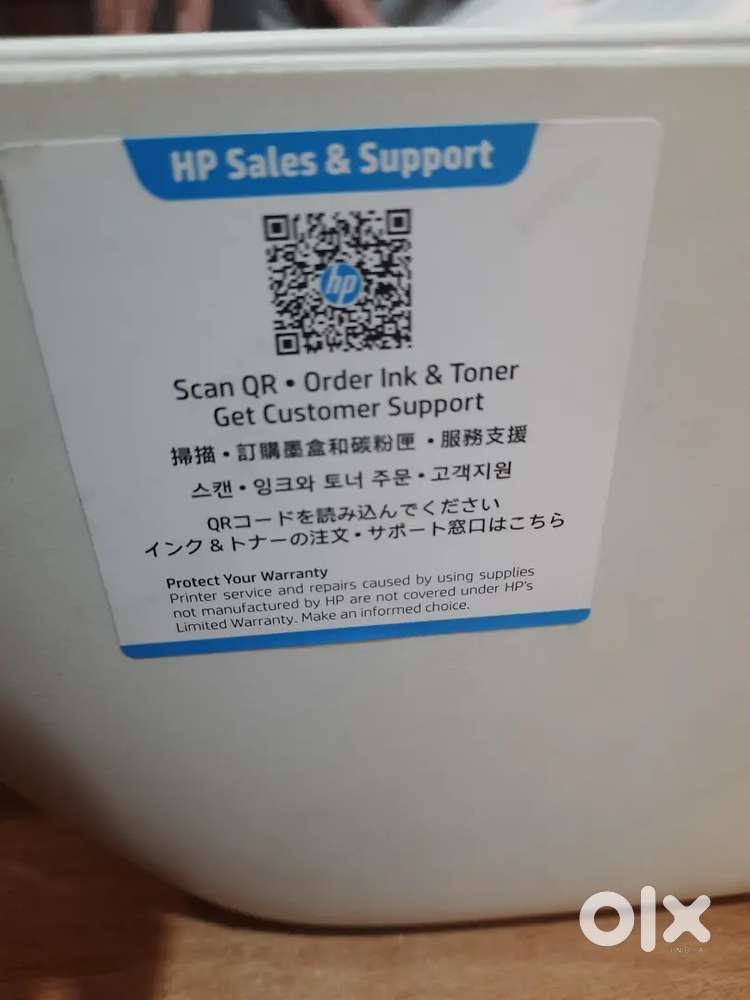 HP Sales & Support
hp
Scan QR • Order Ink & Toner
Get Customer Support
掃描・訂購墨盒和碳粉匣・服務支援
스캔・잉크와 토너 주문・고객지원
QRコードを読み込んでください
インク & トナーの注文・サポート窓口はこちら
Protect Your Warranty
Printer service and repairs caused by using supplies
not manufactured by HP are not covered under HP's
Limited Warranty. Make an informed choice.
olx
INDIA